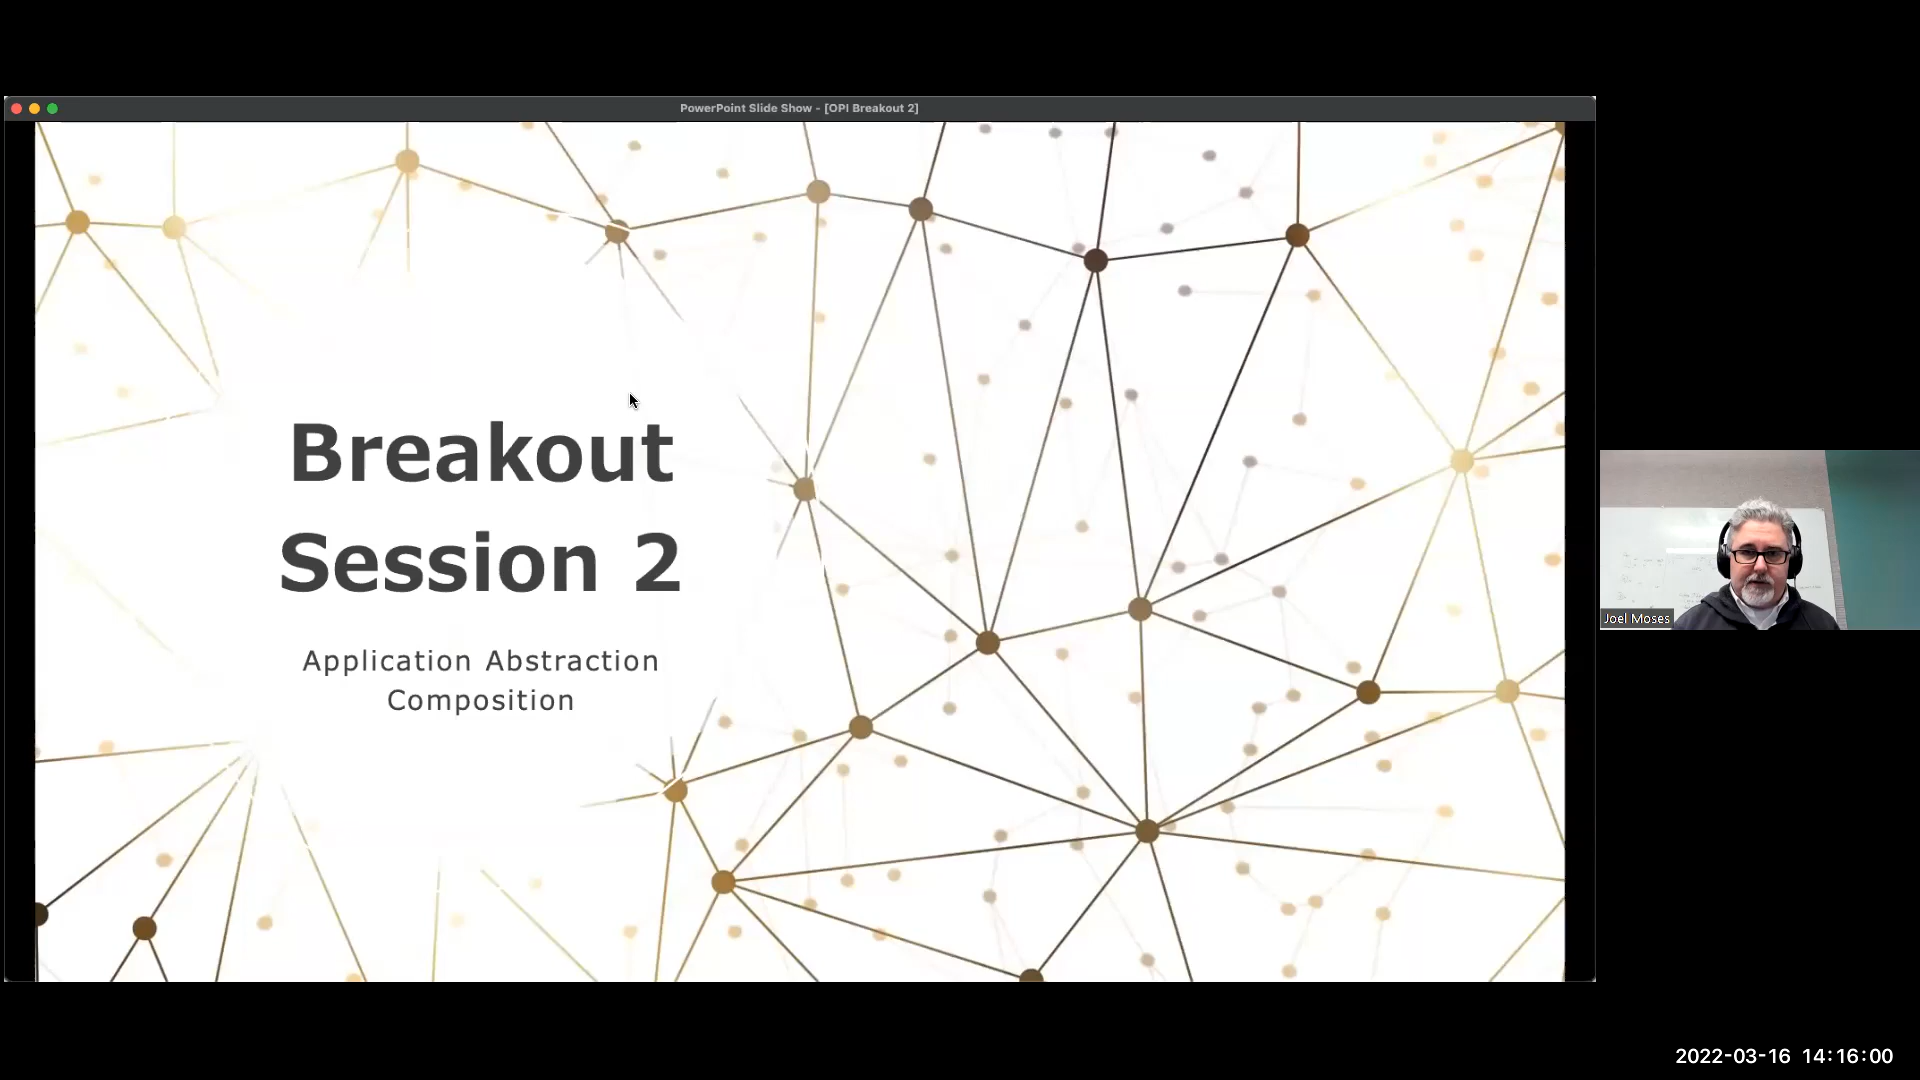 PowerPoint Slide Show - [OPI Breakout 2]
Breakout
Session 2
Application Abstraction
Composition
Joel Moses
2022-03-16 14:16:00